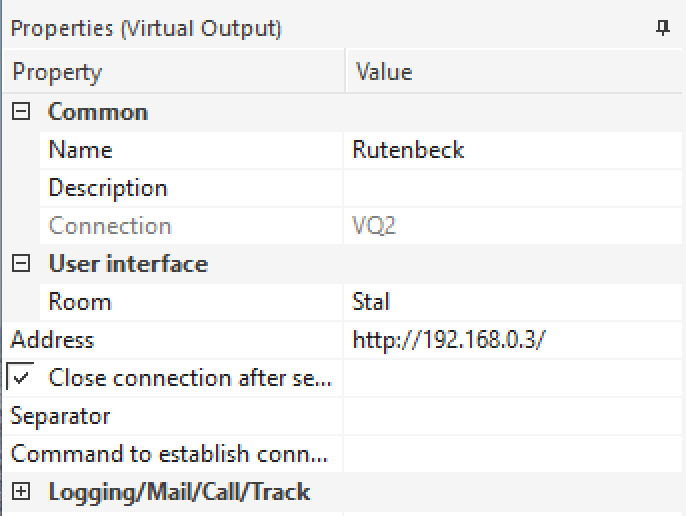 Properties (Virtual Output)
Property Value
Common
Name Rutenbeck
Description
Connection VQ2
User interface
Room Stal
Address http://192.168.0.3/
Close connection after se...
Separator
Command to establish conn...
Logging/Mail/Call/Track